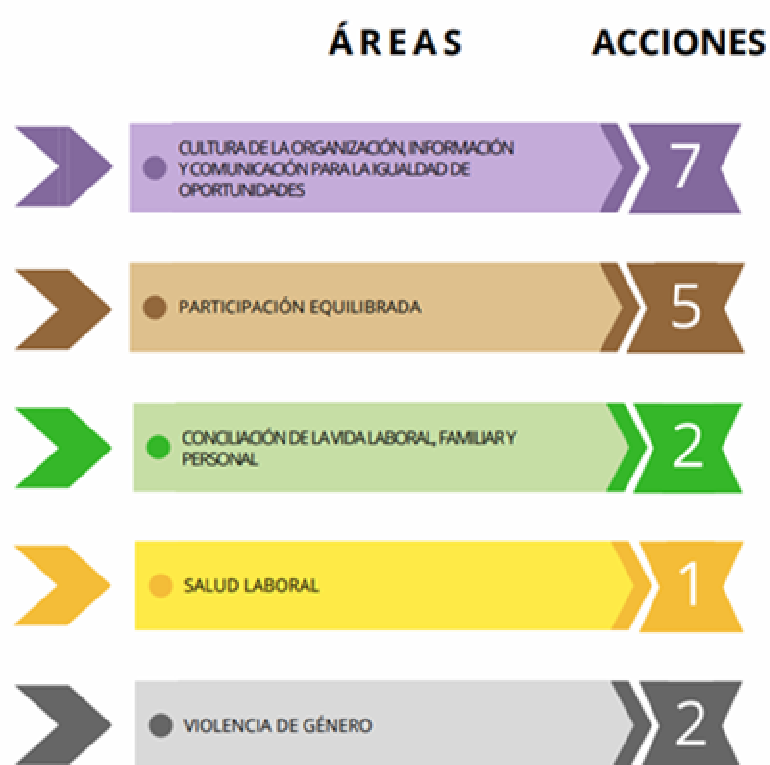 ÁREAS ACCIONES
CULTURA DE LA ORGANIZACIÓN, INFORMACIÓN
Y COMUNICACIÓN PARA LA IGUALDAD DE
OPORTUNIDADES
7
PARTICIPACIÓN EQUILIBRADA
5
CONCILIACIÓN DE LA VIDA LABORAL, FAMILIAR Y
PERSONAL
2
SALUD LABORAL
1
VIOLENCIA DE GÉNERO
2